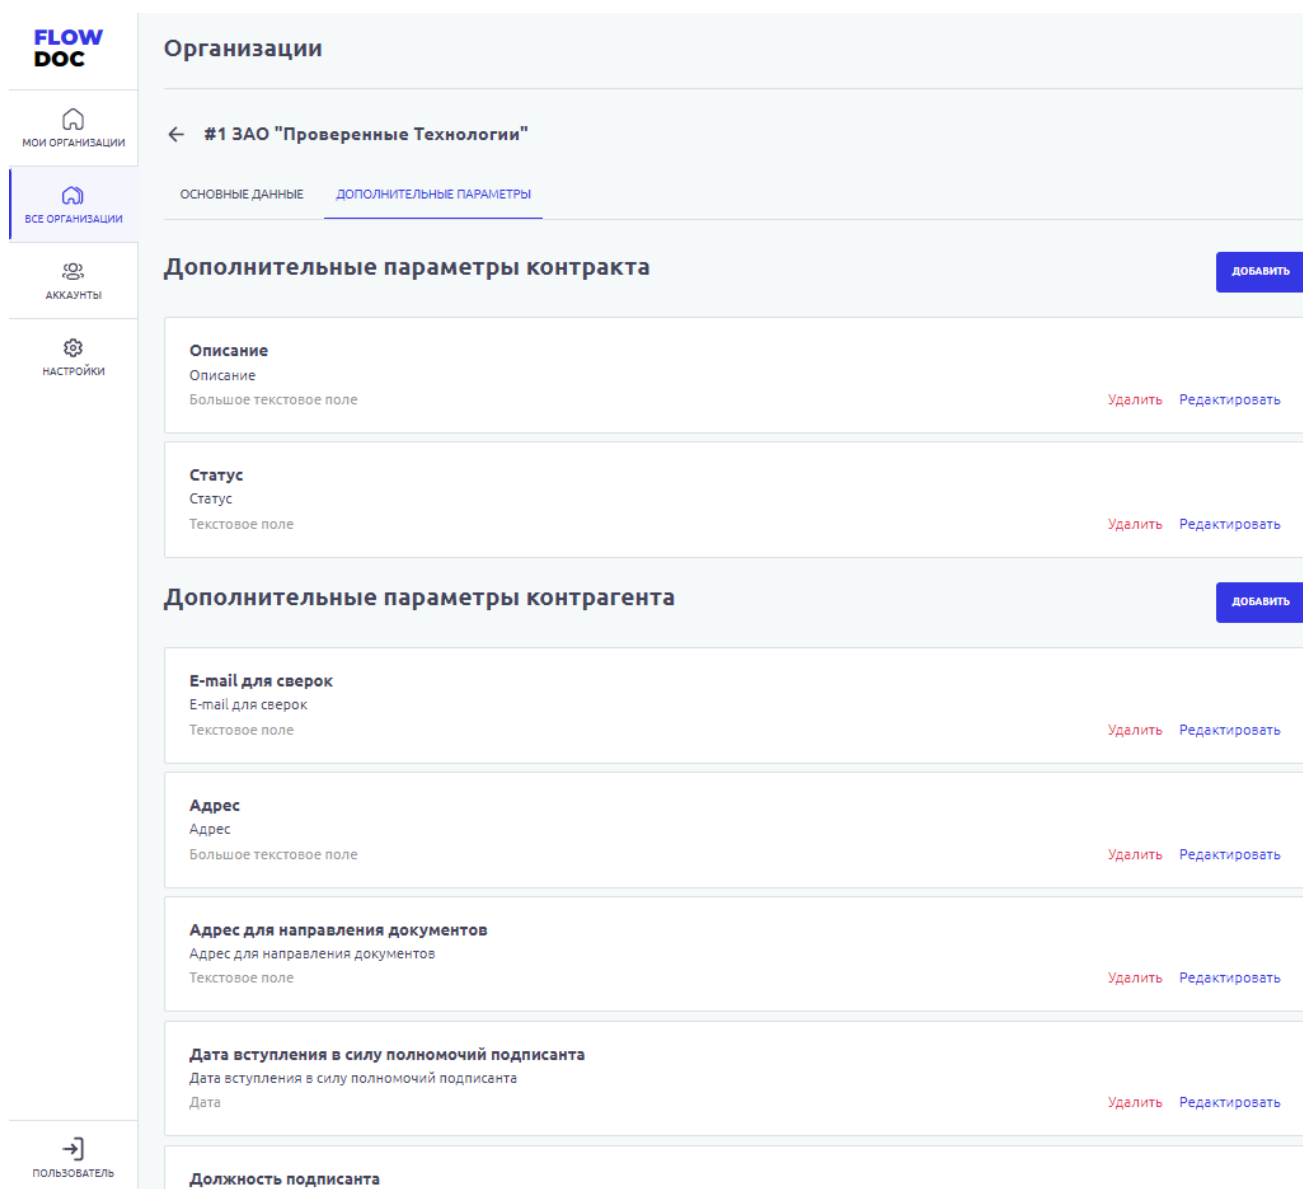 FLOW
DOC
МОИ ОРГАНИЗАЦИИ
ВСЕ ОРГАНИЗАЦИИ
АККАУНТЫ
НАСТРОЙКИ
ПОЛЬЗОВАТЕЛЬ
Организации
#1 ЗАО "Проверенные Технологии"
ОСНОВНЫЕ ДАННЫЕ ДОПОЛНИТЕЛЬНЫЕ ПАРАМЕТРЫ
Дополнительные параметры контракта ДОБАВИТЬ
Описание
Описание
Большое текстовое поле Удалить Редактировать
Статус
Статус
Текстовое поле Удалить Редактировать
Дополнительные параметры контрагента ДОБАВИТЬ
E-mail для сверок
E-mail для сверок
Текстовое поле Удалить Редактировать
Адрес
Адрес
Большое текстовое поле Удалить Редактировать
Адрес для направления документов
Адрес для направления документов
Текстовое поле Удалить Редактировать
Дата вступления в силу полномочий подписанта
Дата вступления в силу полномочий подписанта
Дата Удалить Редактировать
Должность подписанта